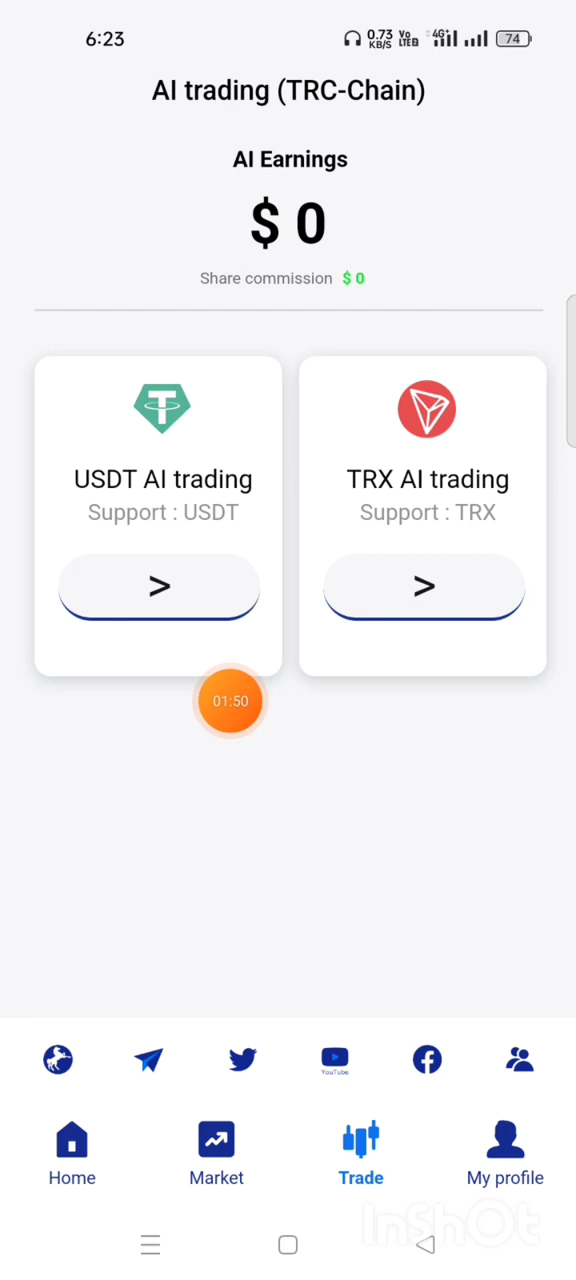 6:23
0.73 KB/S
Vo LTE 2
4G+
74
AI trading (TRC-Chain)
AI Earnings
$ 0
Share commission $ 0
USDT AI trading
Support : USDT
>
TRX AI trading
Support : TRX
>
01:50
YouTube
Home
Market
Trade
My profile
InShOt